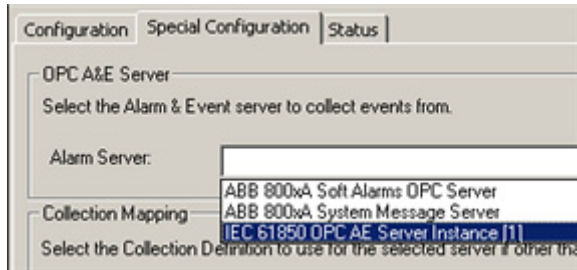 Configuration Special Configuration Status
OPC A&E Server
Select the Alarm & Event server to collect events from.
Alarm Server:
ABB 800xA Soft Alarms OPC Server
ABB 800xA System Message Server
IEC 61850 OPC AE Server Instance [1]
Collection Mapping
Select the Collection Definition to use for the selected server if other